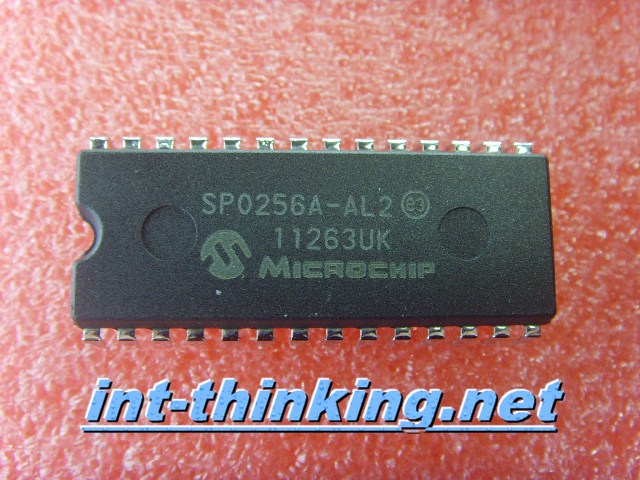 SP0256A-AL2 e3
11263UK
MICROCHIP
int-thinking.net